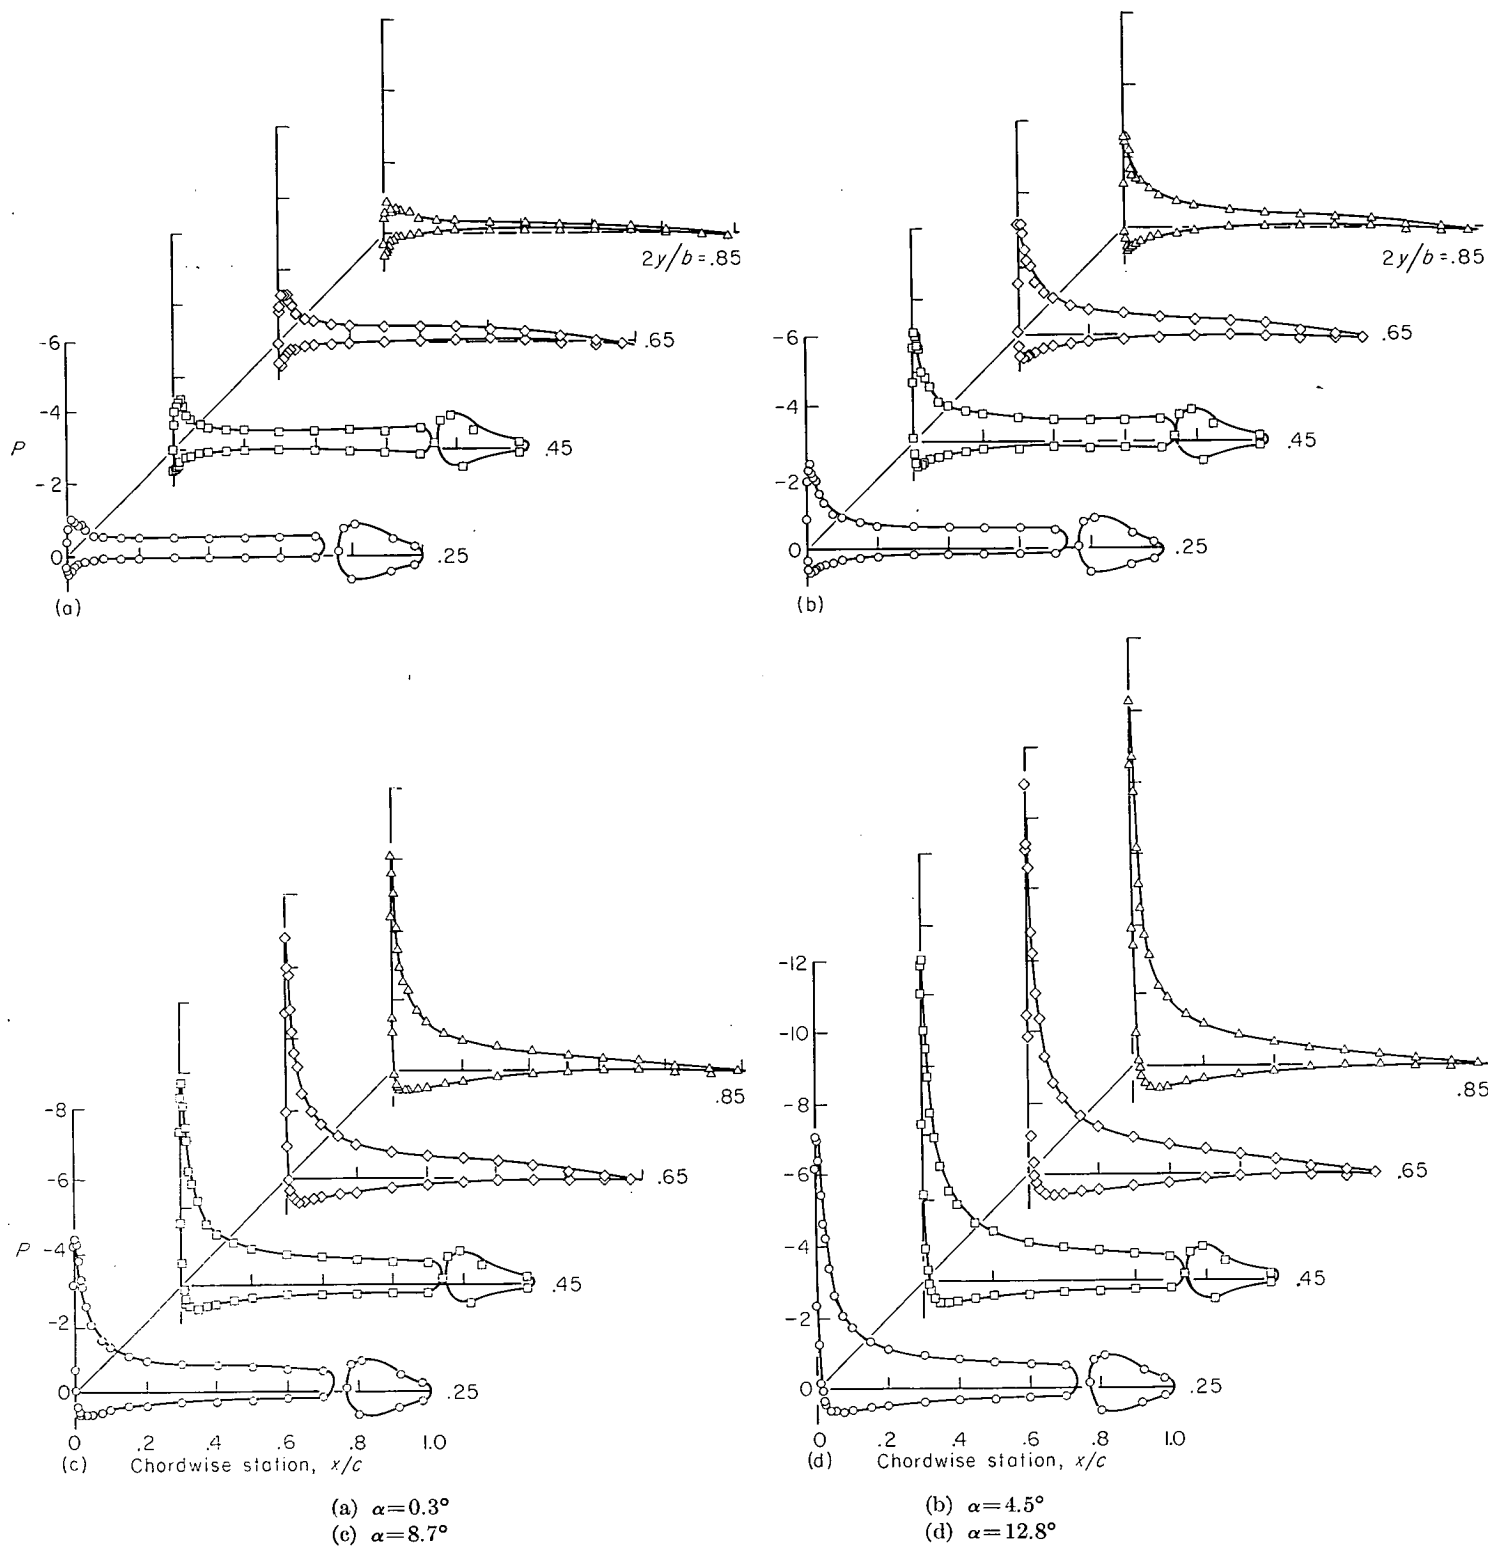 2y/b=.85
.65
-6
-4
.45
P
-2
0
.25
(a)
2y/b=.85
.65
-6
-4
.45
-2
0
.25
(b)
.85
-8
.65
-6
P
-4
.45
-2
0
.25
0 .2 .4 .6 .8 1.0
(c) Chordwise station, x/c
-12
-10
.85
-8
.65
-6
-4
.45
-2
0
.25
0 .2 .4 .6 .8 1.0
(d) Chordwise station, x/c
(a) α=0.3°
(b) α=4.5°
(c) α=8.7°
(d) α=12.8°